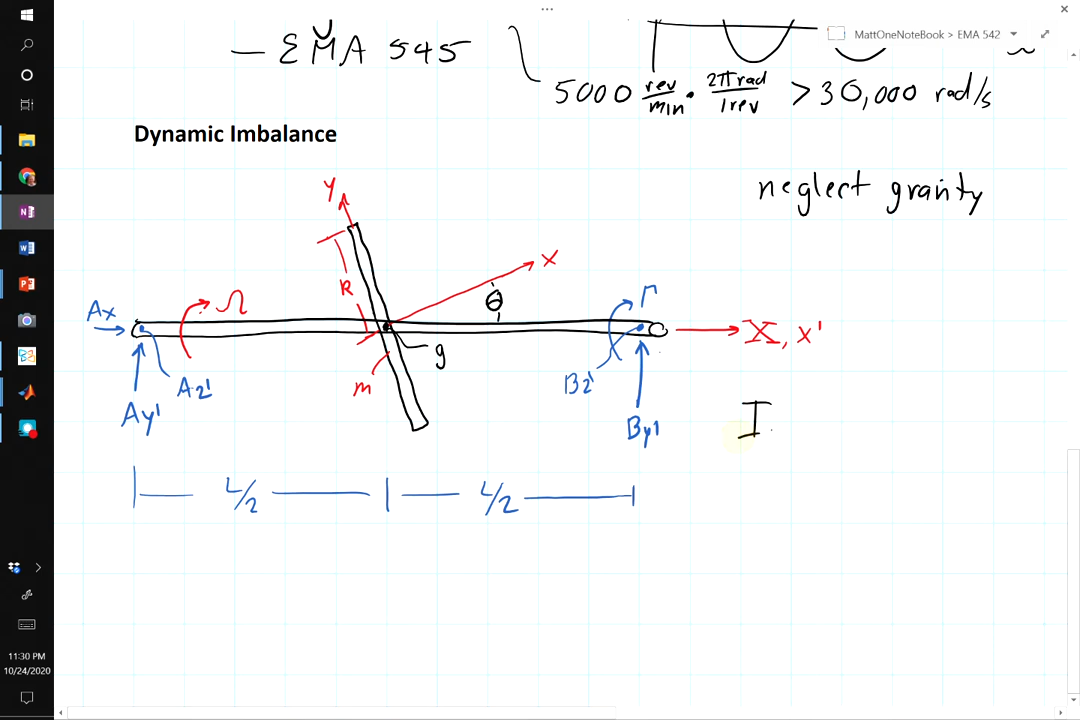 MattOneNoteBook > EMA 542
— EMA 545
5000 rev/min · 2π rad/1 rev > 30,000 rad/s
Dynamic Imbalance
neglect gravity
y
x
R
θ
Ax
Ω
Γ
X, x'
g
m
Az'
Bz'
Ay'
By'
I
L/2
L/2
11:30 PM
10/24/2020